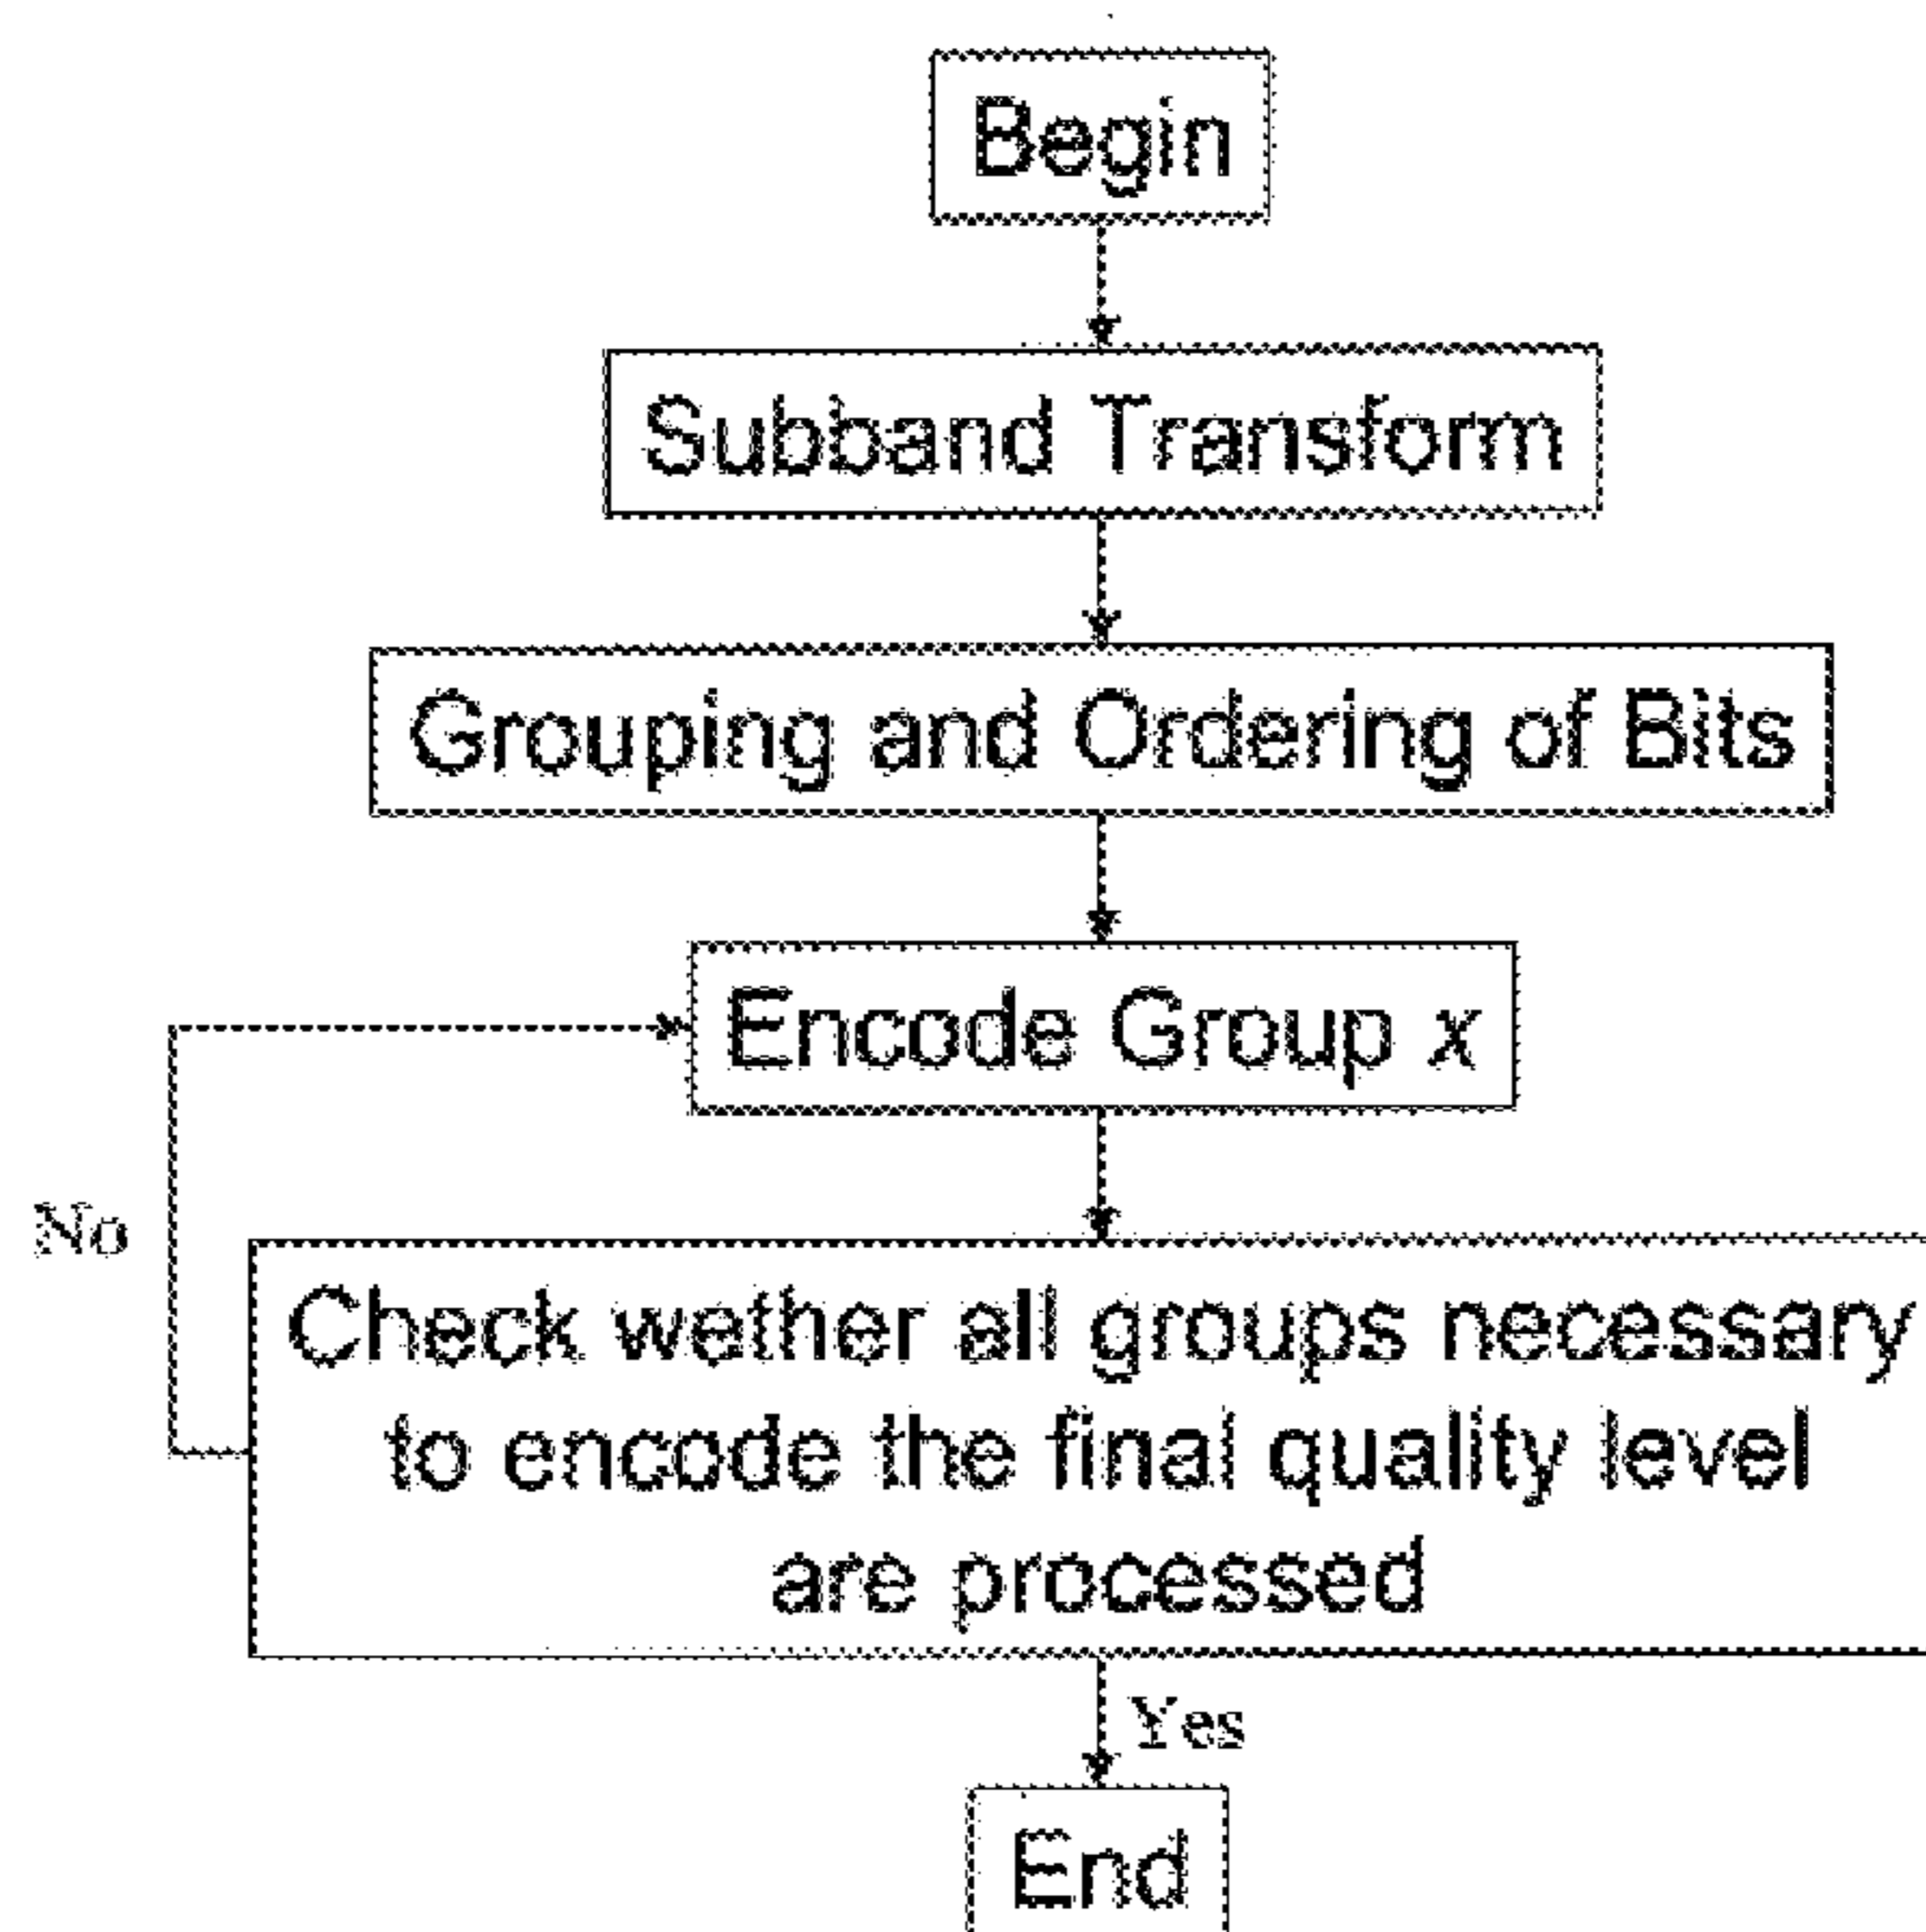 Begin
Subband Transform
Grouping and Ordering of Bits
Encode Group x
No
Check wether all groups necessary
to encode the final quality level
are processed
Yes
End